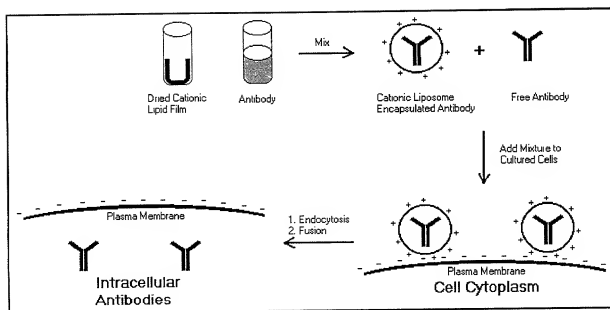 Mix
+
Dried Cationic
Lipid Film
Antibody
Cationic Liposome
Encapsulated Antibody
Free Antibody
Add Mixture to
Cultured Cells
Plasma Membrane
1. Endocytosis
2. Fusion
Plasma Membrane
Intracellular
Antibodies
Cell Cytoplasm